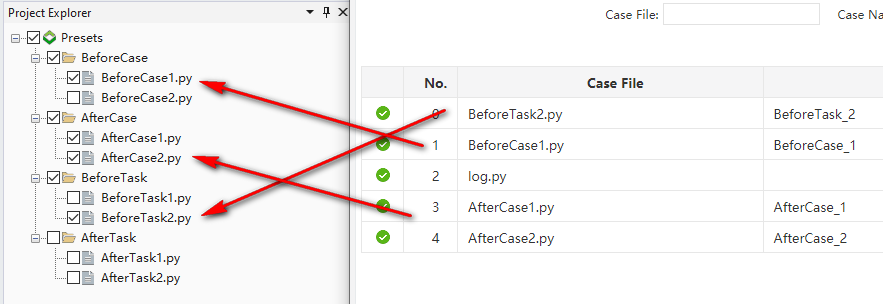 Project Explorer
Presets
BeforeCase
BeforeCase1.py
BeforeCase2.py
AfterCase
AfterCase1.py
AfterCase2.py
BeforeTask
BeforeTask1.py
BeforeTask2.py
AfterTask
AfterTask1.py
AfterTask2.py
Case File: Case Na
No. Case File
0 BeforeTask2.py BeforeTask_2
1 BeforeCase1.py BeforeCase_1
2 log.py
3 AfterCase1.py AfterCase_1
4 AfterCase2.py AfterCase_2